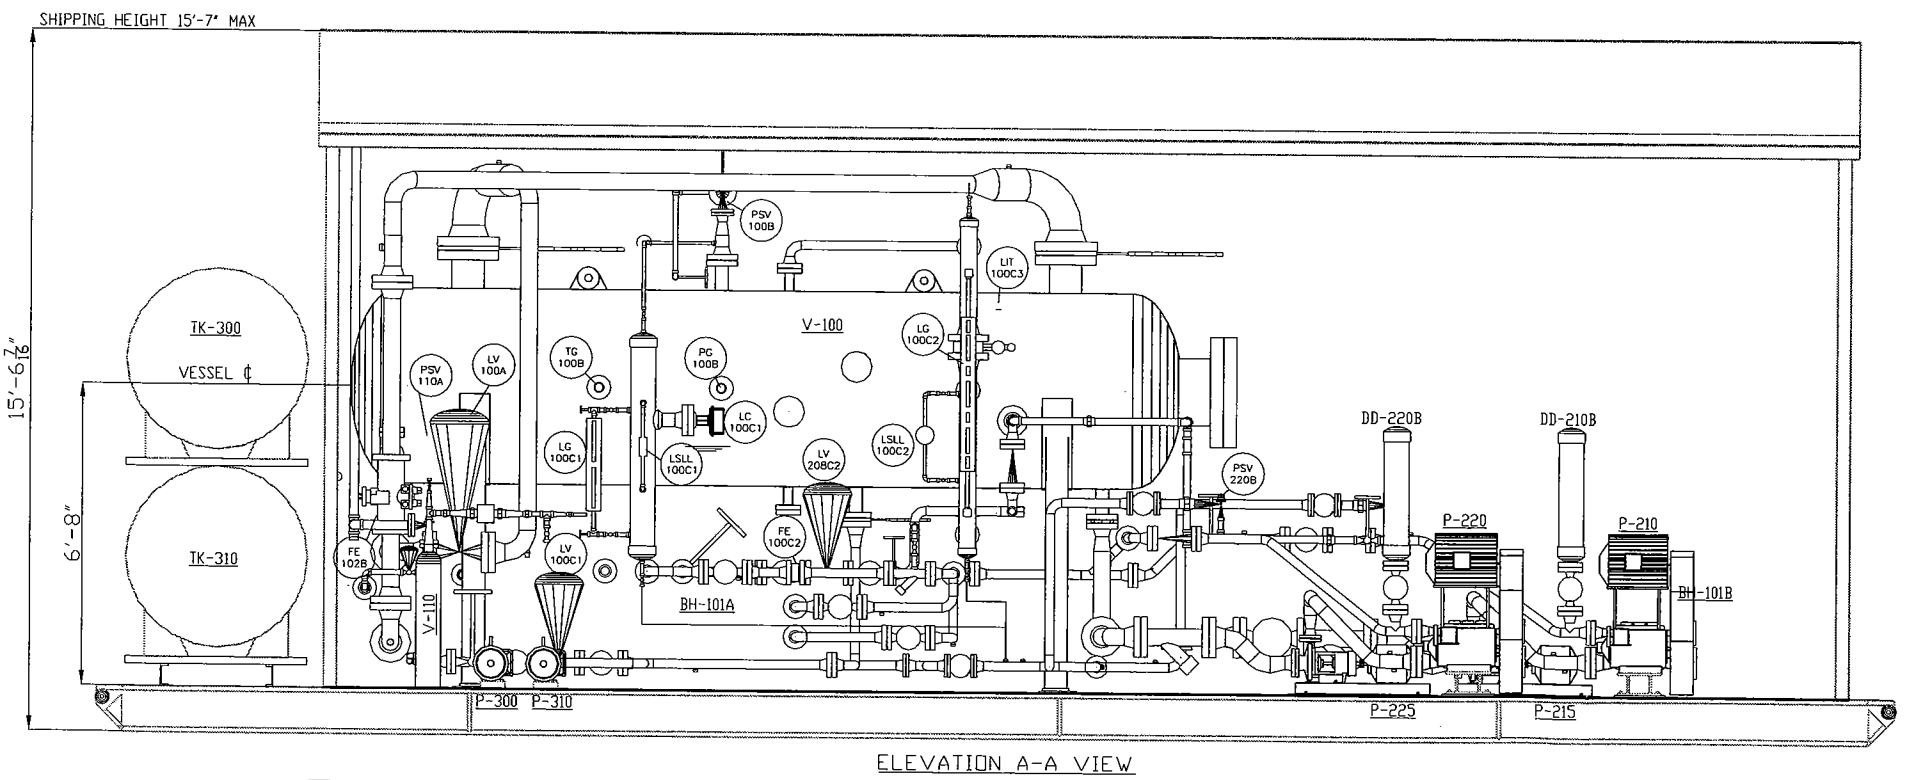 SHIPPING HEIGHT 15'-7" MAX
15'-6 7/16"
6'-8"
TK-300
VESSEL ℄
TK-310
PSV
100B
LIT
100C3
V-100
LG
100C2
TG
100B
PG
100B
PSV
110A
LV
100A
LC
100C1
LG
100C1
LSLL
100C1
LV
208C2
LSLL
100C2
PSV
220B
DD-220B
DD-210B
P-220
P-210
FE
102B
LV
100C1
FE
100C2
V-110
BH-101A
BH-101B
P-300
P-310
P-225
P-215
ELEVATION A-A VIEW